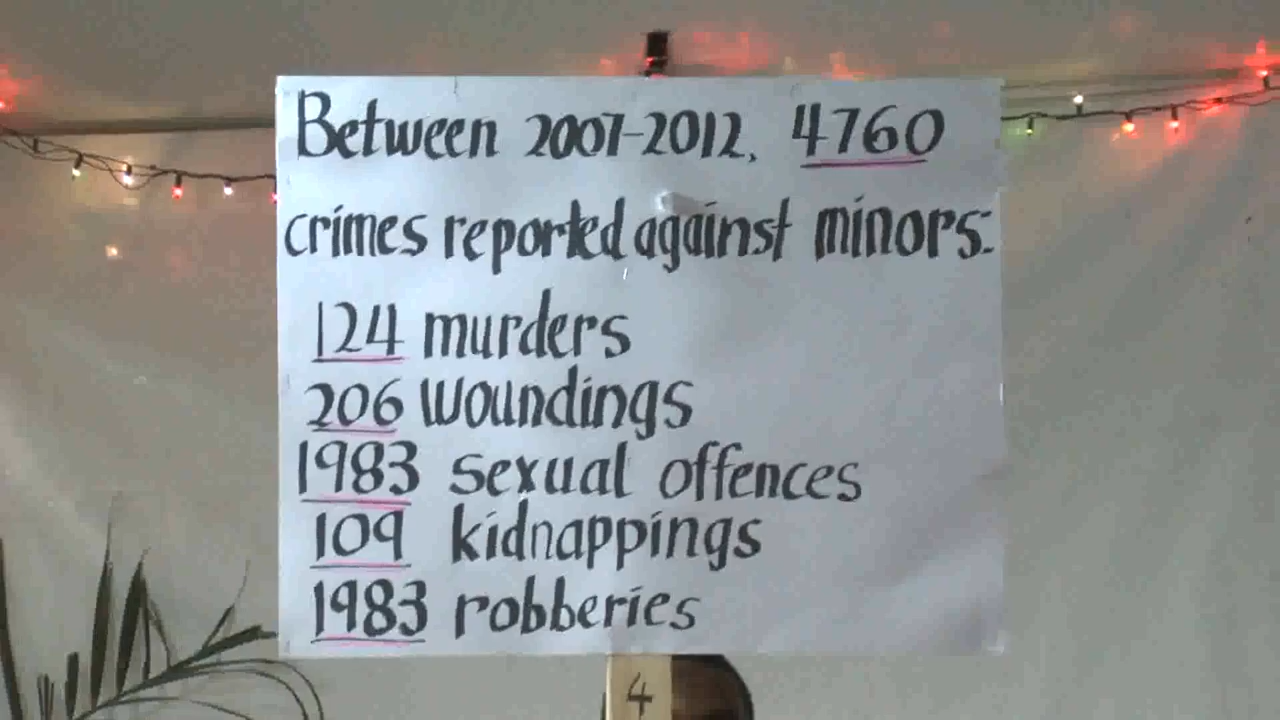 Between 2007-2012, 4760
crimes reported against minors:
124 murders
206 woundings
1983 sexual offences
109 kidnappings
1983 robberies
4